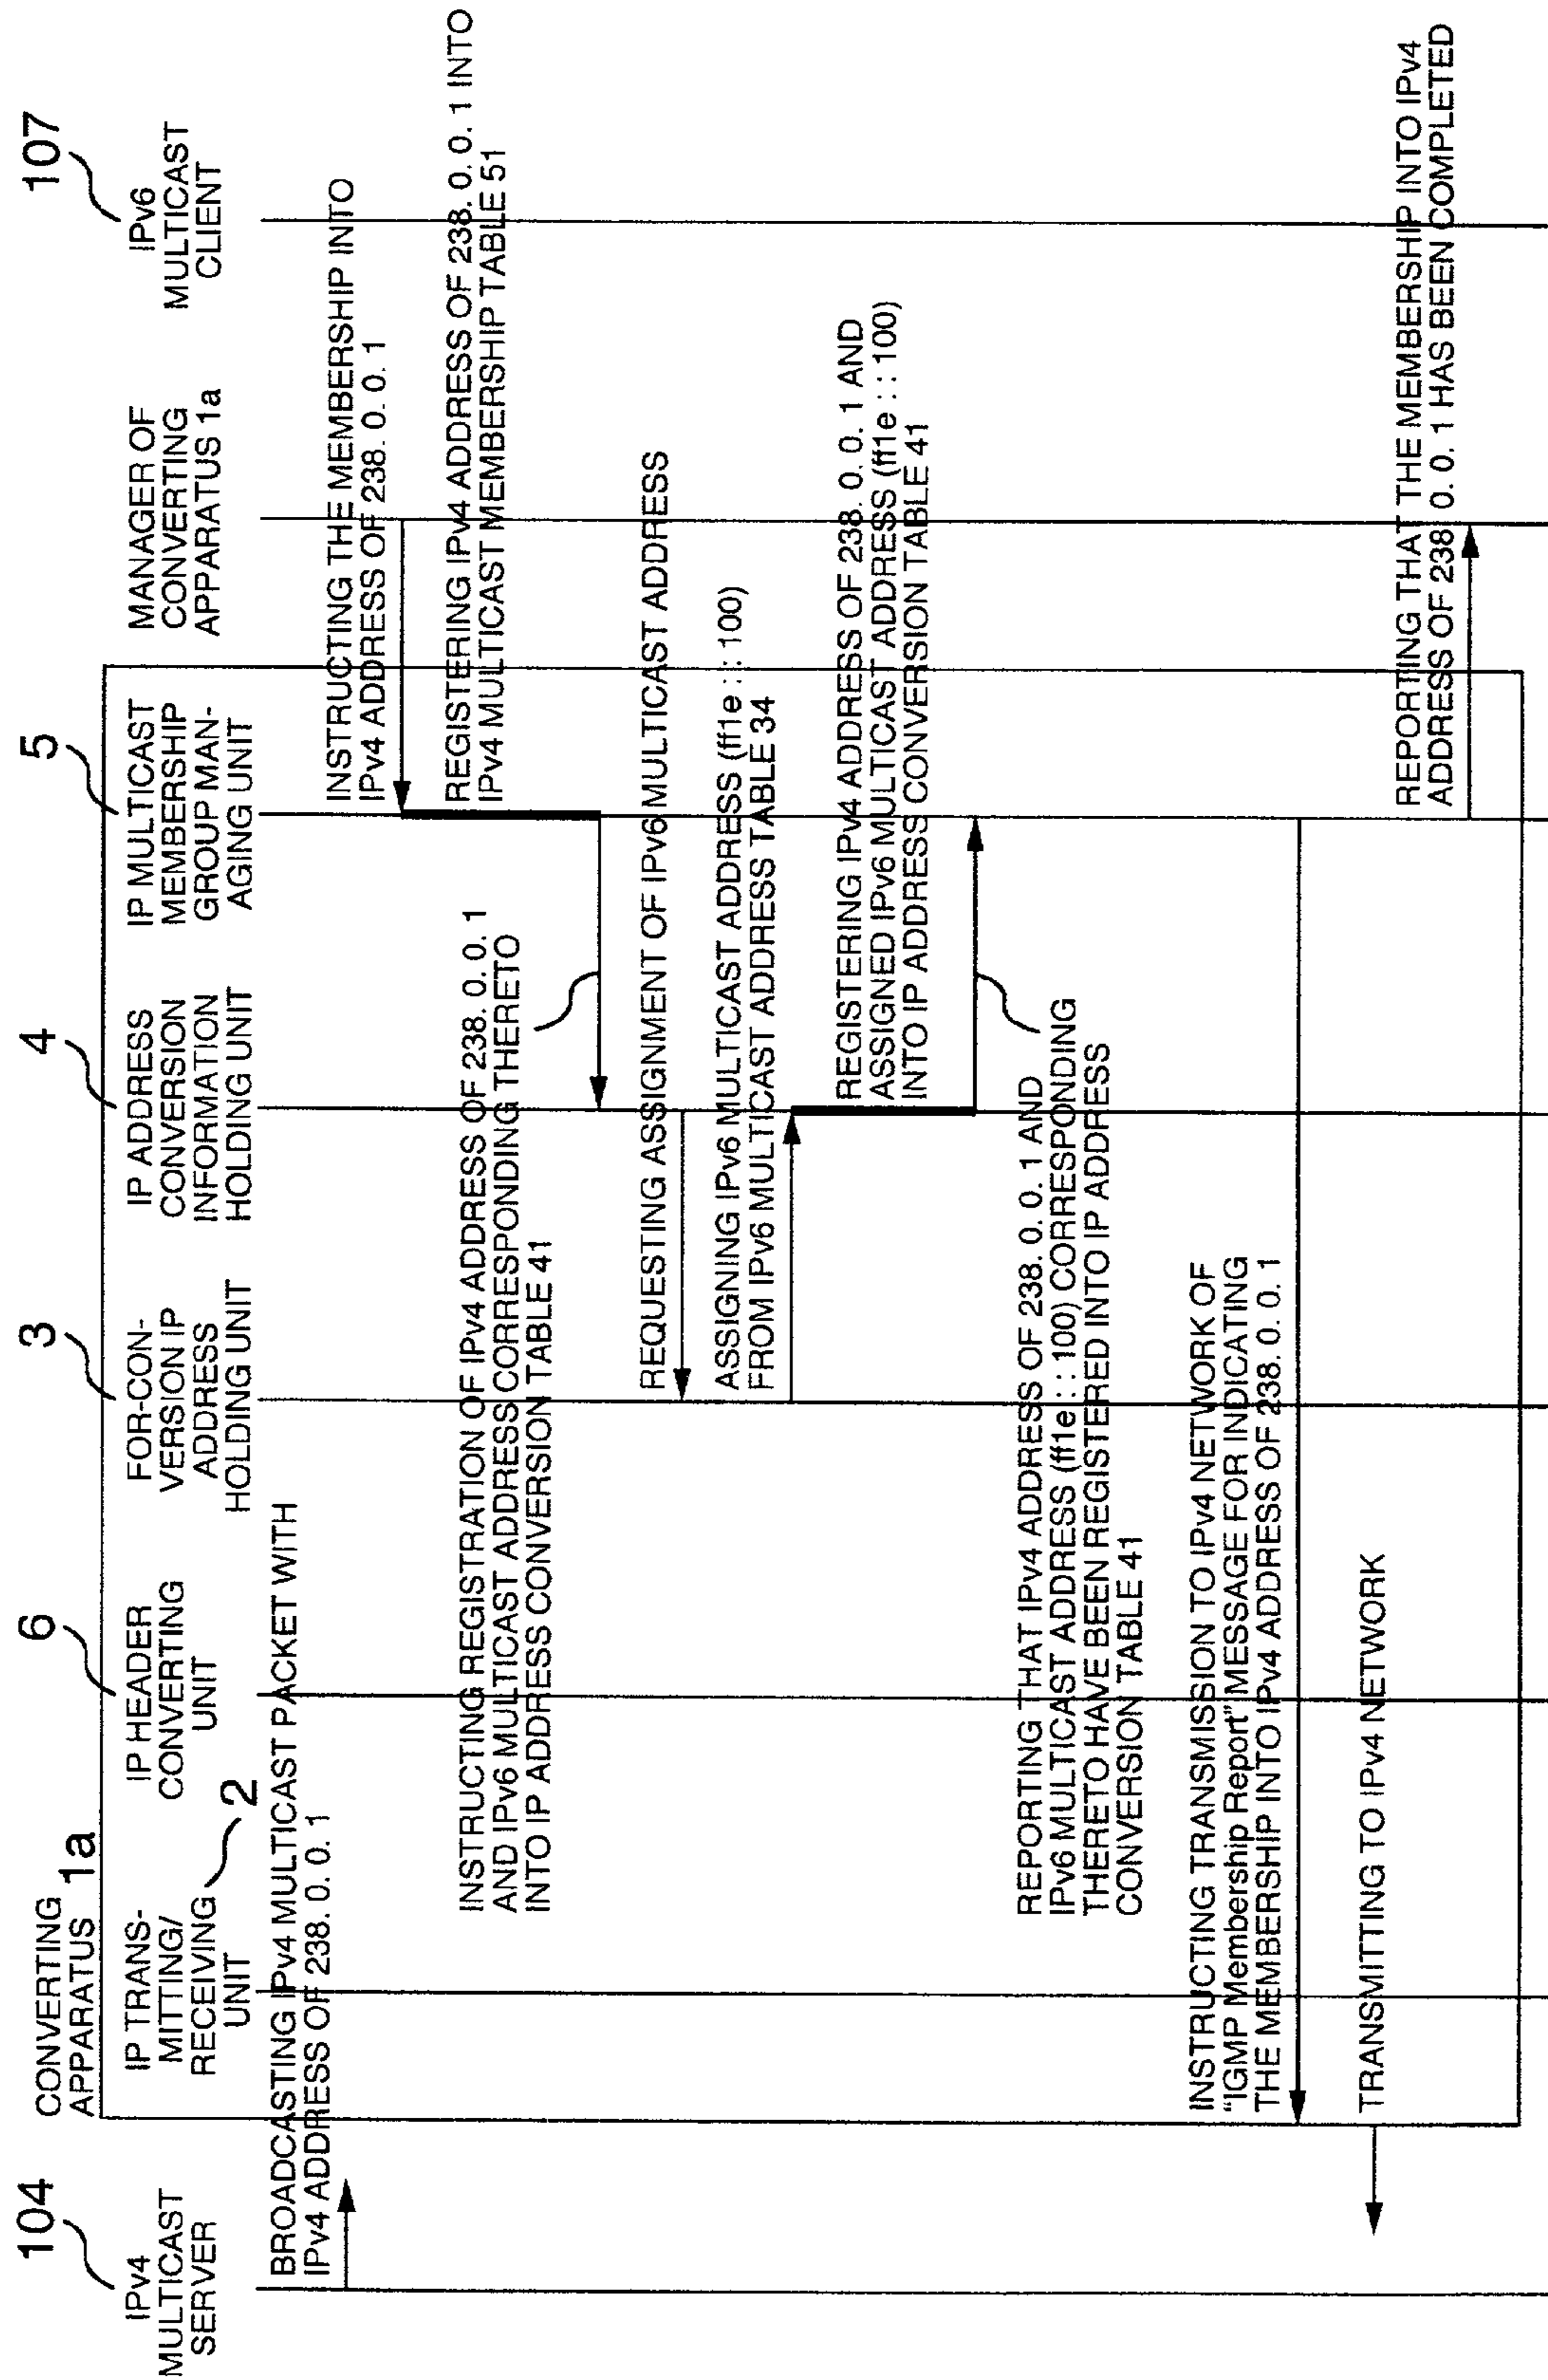 104
IPv4
MULTICAST
SERVER
CONVERTING
APPARATUS 1a
IP TRANS-
MITTING/
RECEIVING
UNIT
2
6
IP HEADER
CONVERTING
UNIT
3
FOR-CON-
VERSION IP
ADDRESS
HOLDING UNIT
4
IP ADDRESS
CONVERSION
INFORMATION
HOLDING UNIT
5
IP MULTICAST
MEMBERSHIP
GROUP MAN-
AGING UNIT
MANAGER OF
CONVERTING
APPARATUS 1a
107
IPv6
MULTICAST
CLIENT
BROADCASTING IPv4 MULTICAST PACKET WITH
IPv4 ADDRESS OF 238. 0. 0. 1
INSTRUCTING THE MEMBERSHIP INTO
IPv4 ADDRESS OF 238. 0. 0. 1
REGISTERING IPv4 ADDRESS OF 238. 0. 0. 1 INTO
IPv4 MULTICAST MEMBERSHIP TABLE 51
INSTRUCTING REGISTRATION OF IPv4 ADDRESS OF 238. 0. 0. 1
AND IPv6 MULTICAST ADDRESS CORRESPONDING THERETO
INTO IP ADDRESS CONVERSION TABLE 41
REQUESTING ASSIGNMENT OF IPv6 MULTICAST ADDRESS
ASSIGNING IPv6 MULTICAST ADDRESS (ff1e : : 100)
FROM IPv6 MULTICAST ADDRESS TABLE 34
REGISTERING IPv4 ADDRESS OF 238. 0. 0. 1 AND
ASSIGNED IPv6 MULTICAST ADDRESS (ff1e : : 100)
INTO IP ADDRESS CONVERSION TABLE 41
REPORTING THAT IPv4 ADDRESS OF 238. 0. 0. 1 AND
IPv6 MULTICAST ADDRESS (ff1e : : 100) CORRESPONDING
THERETO HAVE BEEN REGISTERED INTO IP ADDRESS
CONVERSION TABLE 41
INSTRUCTING TRANSMISSION TO IPv4 NETWORK OF
"IGMP Membership Report" MESSAGE FOR INDICATING
THE MEMBERSHIP INTO IPv4 ADDRESS OF 238. 0. 0. 1
TRANSMITTING TO IPv4 NETWORK
REPORTING THAT THE MEMBERSHIP INTO IPv4
ADDRESS OF 238. 0. 0. 1 HAS BEEN COMPLETED